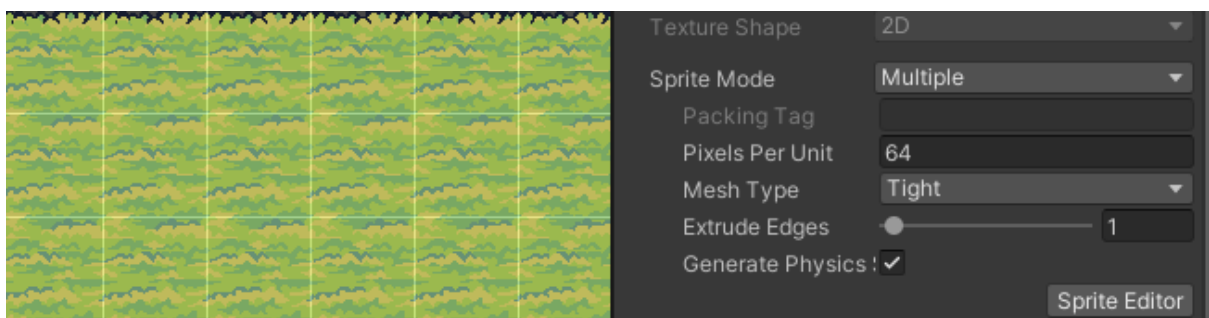 Texture Shape 2D
Sprite Mode Multiple
Packing Tag
Pixels Per Unit 64
Mesh Type Tight
Extrude Edges 1
Generate Physics S
Sprite Editor